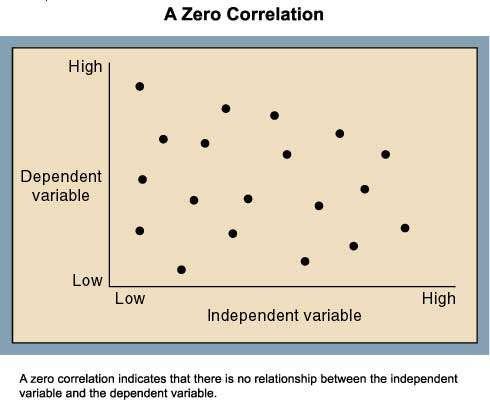 A Zero Correlation
High
Dependent
variable
Low
Low High
Independent variable
A zero correlation indicates that there is no relationship between the independent
variable and the dependent variable.